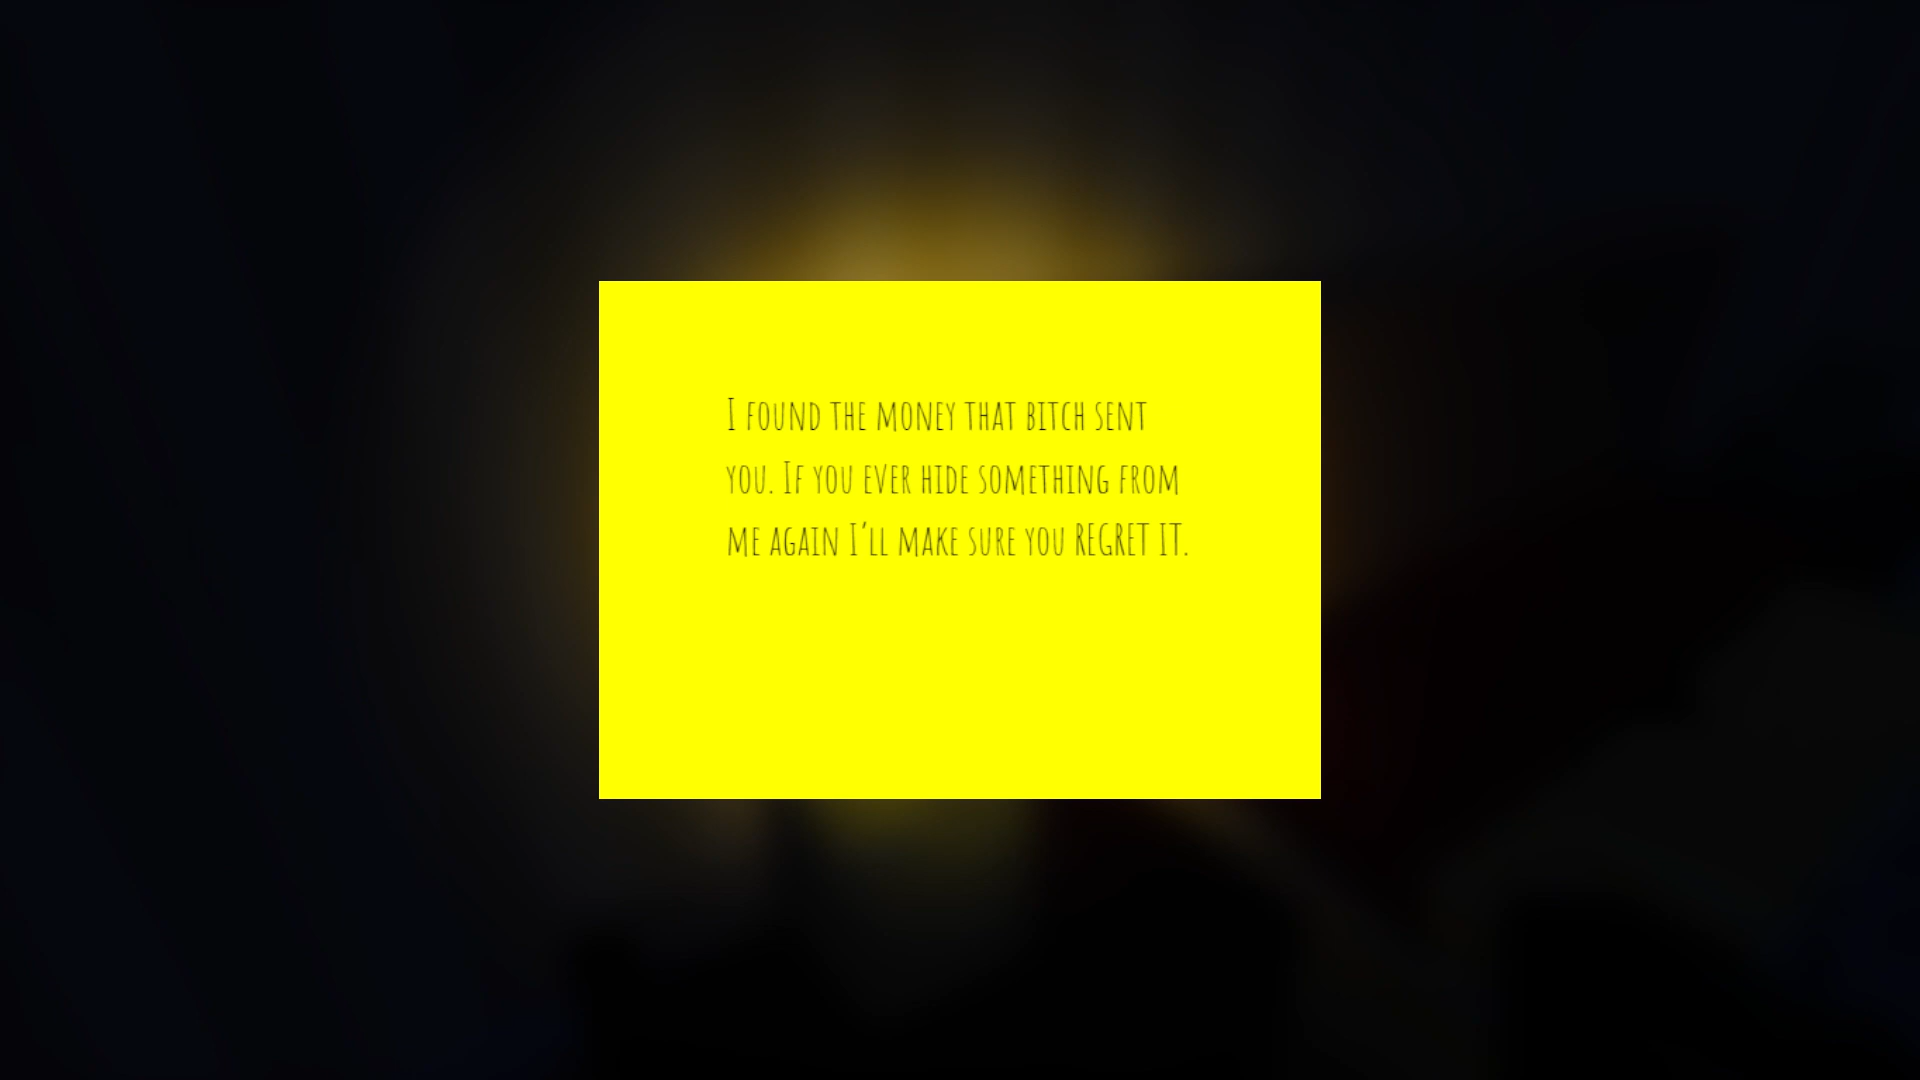 I found the money that bitch sent
you. If you ever hide something from
me again I'll make sure you REGRET IT.